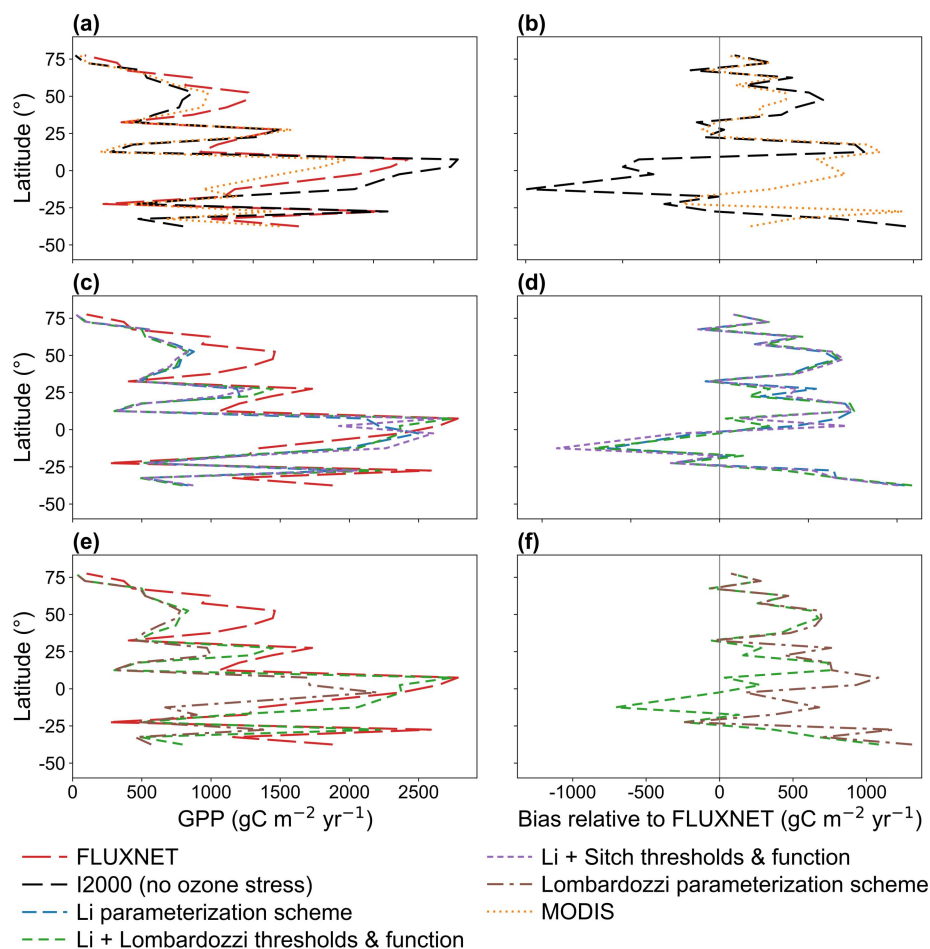 (a)
(b)
75
50
25
0
-25
-50
Latitude (°)
(c)
(d)
75
50
25
0
-25
-50
Latitude (°)
(e)
(f)
75
50
25
0
-25
-50
Latitude (°)
0 500 1000 1500 2000 2500
-1000 -500 0 500 1000
GPP (gC m⁻² yr⁻¹)
Bias relative to FLUXNET (gC m⁻² yr⁻¹)
FLUXNET
I2000 (no ozone stress)
Li parameterization scheme
Li + Lombardozzi thresholds & function
Li + Sitch thresholds & function
Lombardozzi parameterization scheme
MODIS